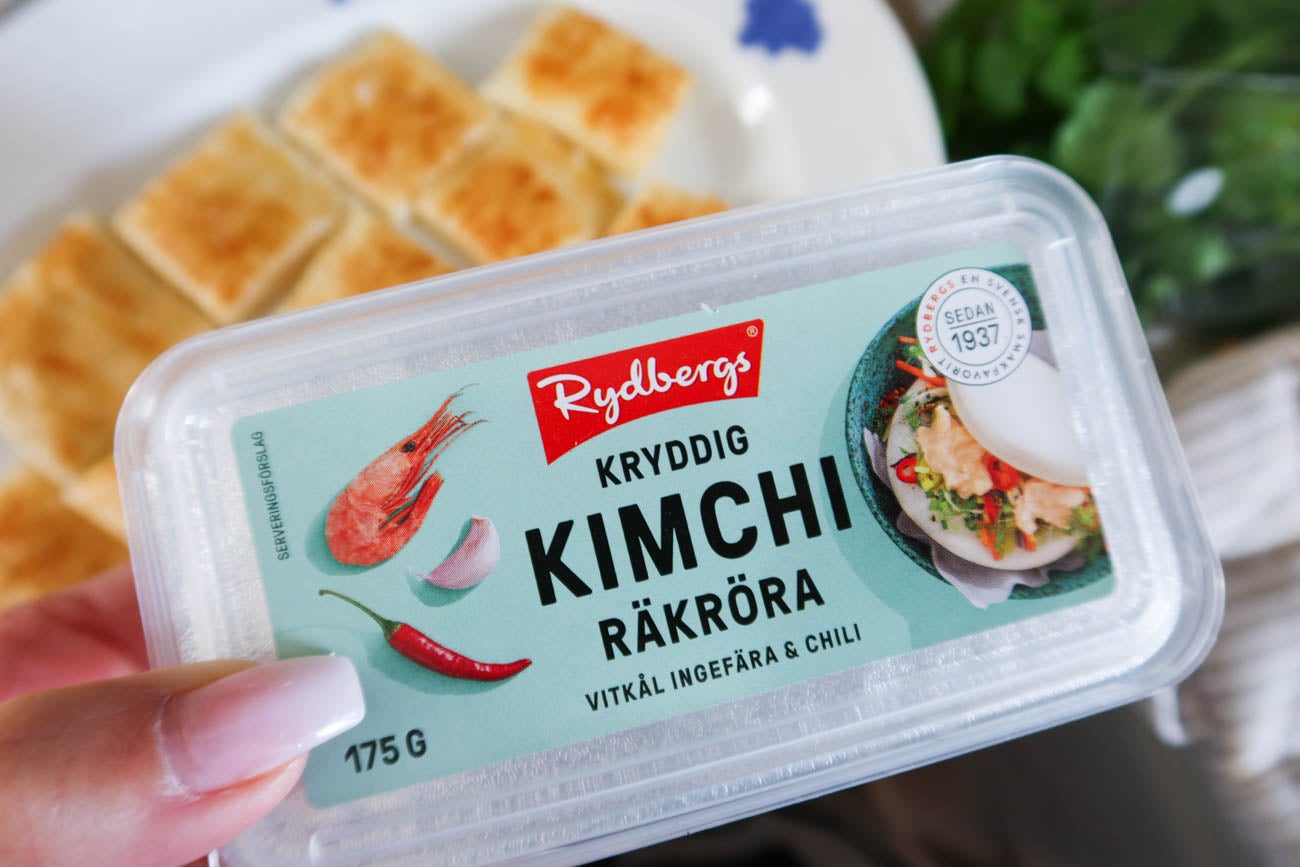 Rydbergs®
KRYDDIG
KIMCHI
RÄKRÖRA
VITKÅL INGEFÄRA & CHILI
175 G
SERVERINGSFÖRSLAG
RYDBERGS EN SVENSK SMAKFAVORIT
SEDAN
1937